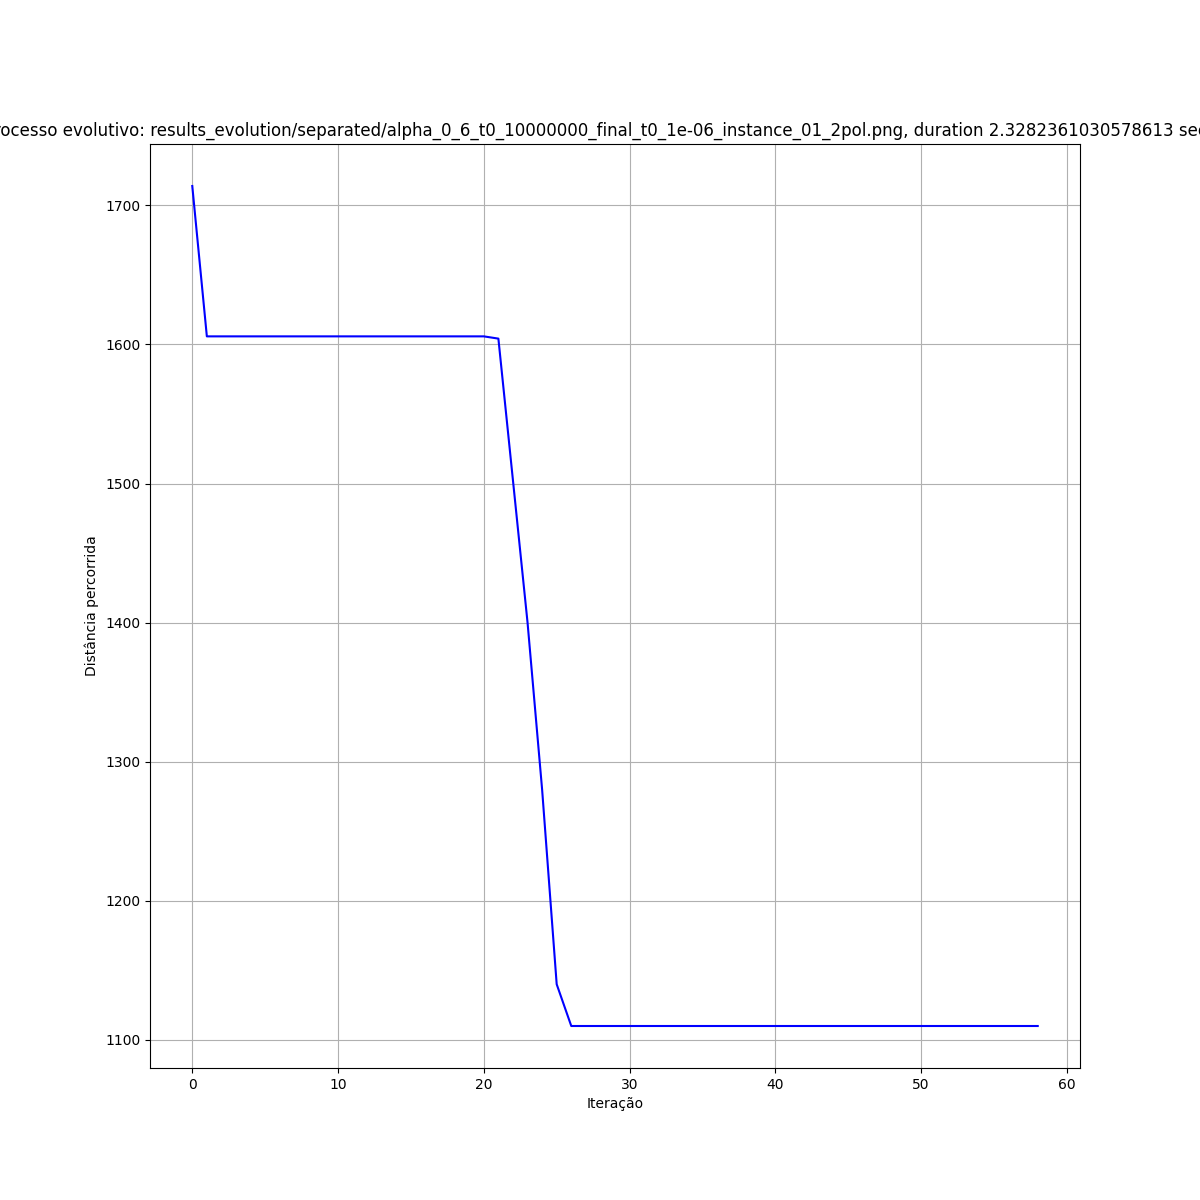 ocesso evolutivo: results_evolution/separated/alpha_0_6_t0_10000000_final_t0_1e-06_instance_01_2pol.png, duration 2.3282361030578613 se
1700
1600
1500
1400
1300
1200
1100
Distância percorrida
0 10 20 30 40 50 60
Iteração